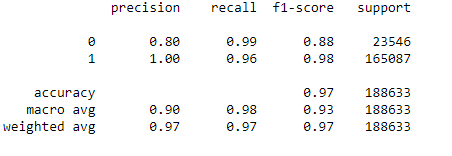 precision recall f1-score support
0 0.80 0.99 0.88 23546
1 1.00 0.96 0.98 165087
accuracy 0.97 188633
macro avg 0.90 0.98 0.93 188633
weighted avg 0.97 0.97 0.97 188633